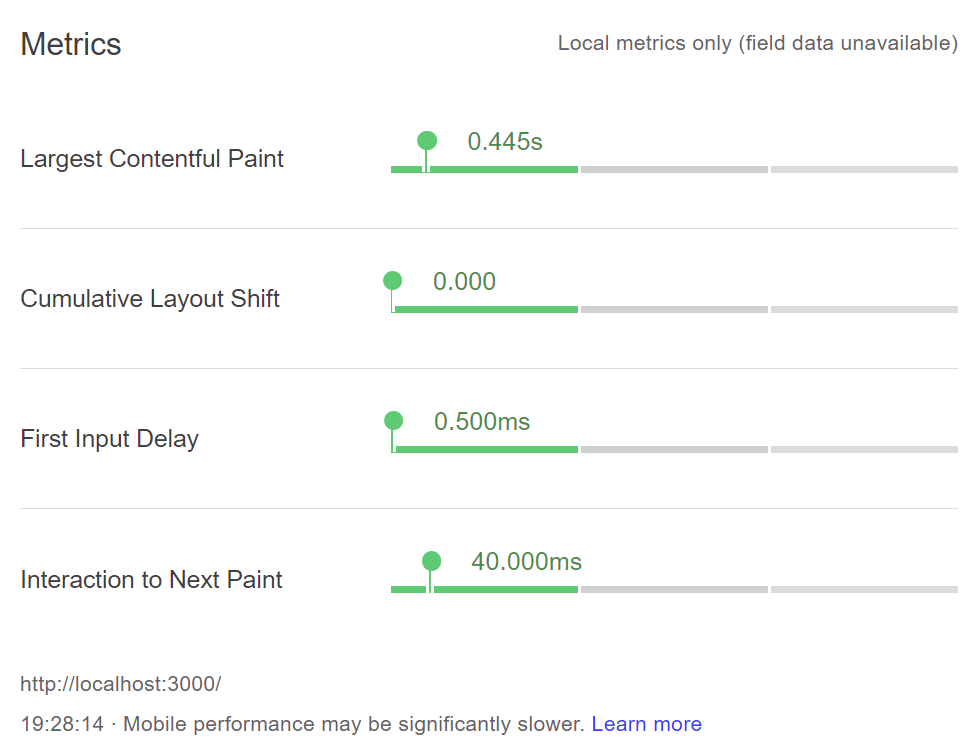 Metrics
Local metrics only (field data unavailable)
Largest Contentful Paint
0.445s
Cumulative Layout Shift
0.000
First Input Delay
0.500ms
Interaction to Next Paint
40.000ms
http://localhost:3000/
19:28:14 · Mobile performance may be significantly slower. Learn more